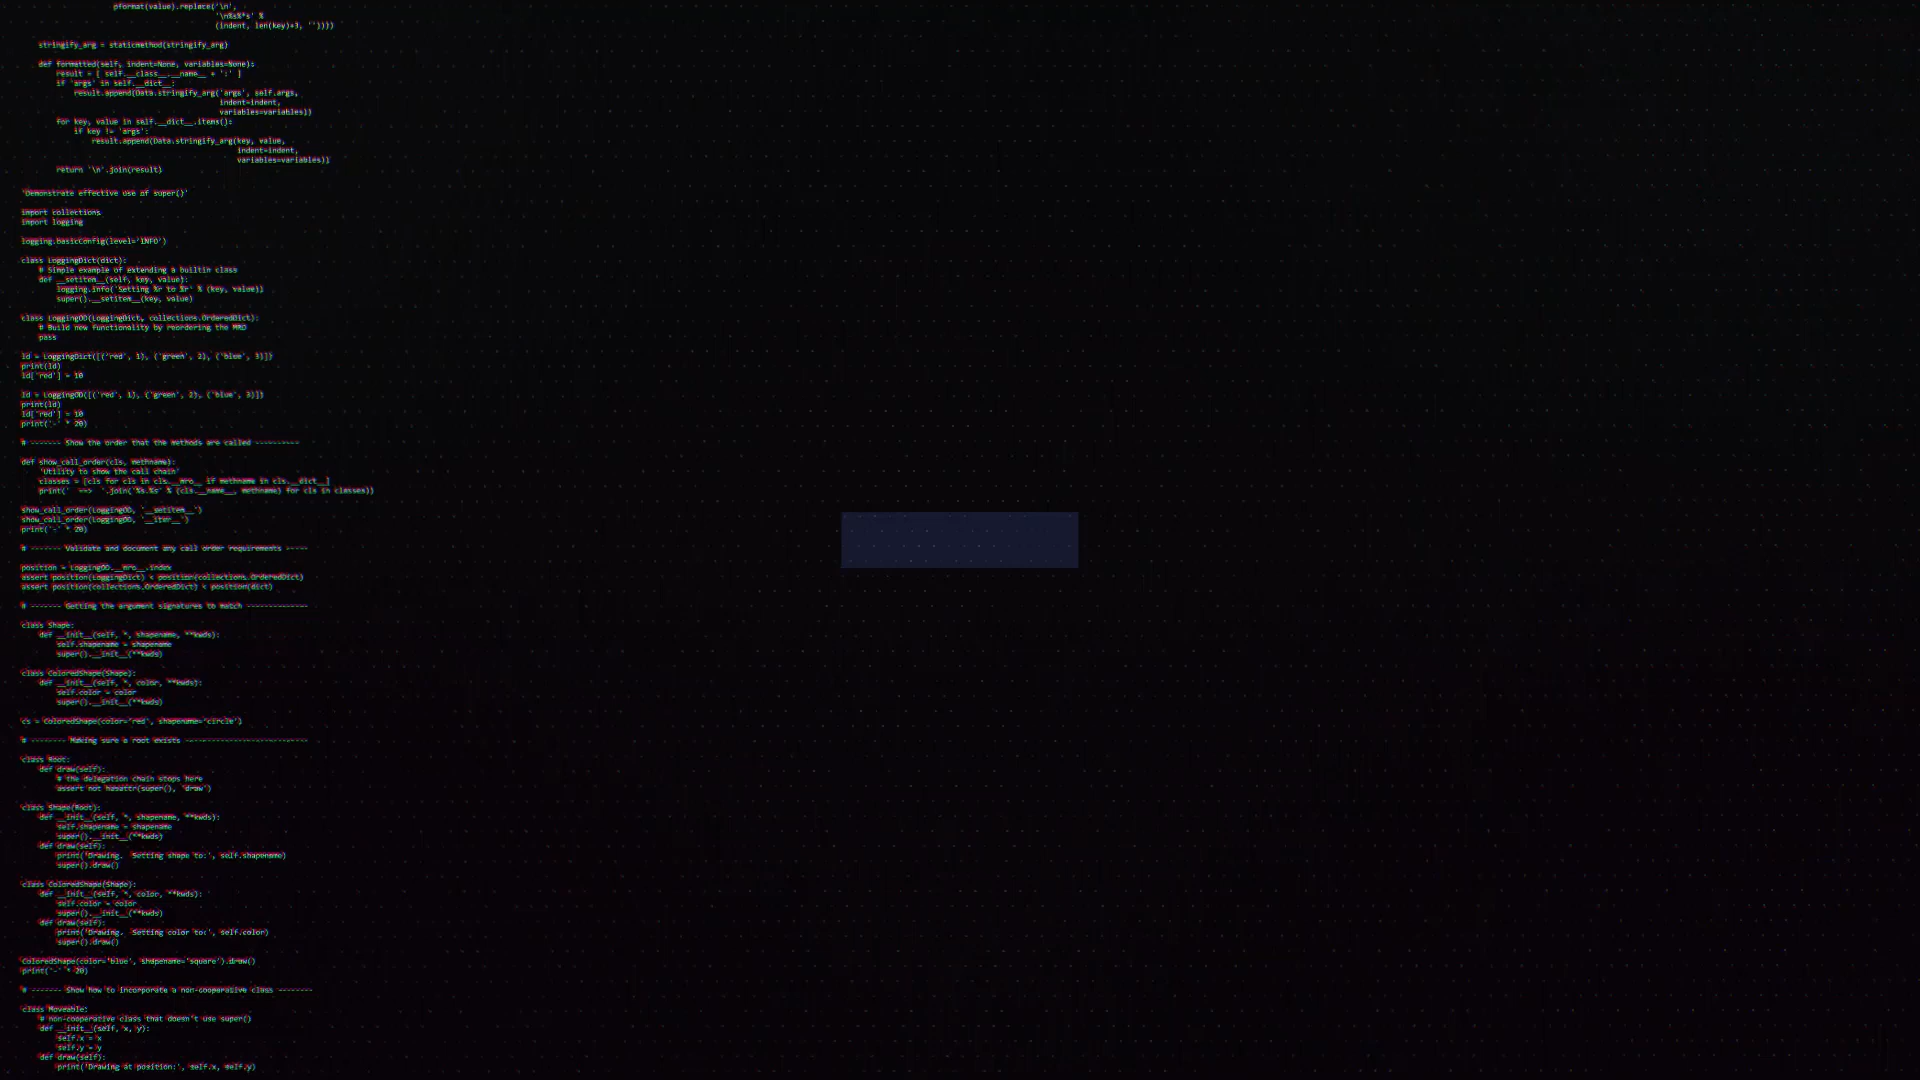 pformat(value).replace('\n',
'\n%s%*s' %
(indent, len(key)+3, ''))))
stringify_arg = staticmethod(stringify_arg)
def formatted(self, indent=None, variables=None):
result = [ self.__class__.__name__ + ':' ]
if 'args' in self.__dict__:
result.append(Data.stringify_arg('args', self.args,
indent=indent,
variables=variables))
for key, value in self.__dict__.items():
if key != 'args':
result.append(Data.stringify_arg(key, value,
indent=indent,
variables=variables))
return '\n'.join(result)
'Demonstrate effective use of super()'
import collections
import logging
logging.basicConfig(level='INFO')
class LoggingDict(dict):
# Simple example of extending a builtin class
def __setitem__(self, key, value):
logging.info('Setting %r to %r' % (key, value))
super().__setitem__(key, value)
class LoggingOD(LoggingDict, collections.OrderedDict):
# Build new functionality by reordering the MRO
pass
ld = LoggingDict([('red', 1), ('green', 2), ('blue', 3)])
print(ld)
ld['red'] = 10
ld = LoggingOD([('red', 1), ('green', 2), ('blue', 3)])
print(ld)
ld['red'] = 10
print('-' * 20)
# ------- Show the order that the methods are called ----------
def show_call_order(cls, methname):
'Utility to show the call chain'
classes = [cls for cls in cls.__mro__ if methname in cls.__dict__]
print('  ==>  '.join('%s.%s' % (cls.__name__, methname) for cls in classes))
show_call_order(LoggingOD, '__setitem__')
show_call_order(LoggingOD, '__iter__')
print('-' * 20)
# ------- Validate and document any call order requirements -----
position = LoggingOD.__mro__.index
assert position(LoggingDict) < position(collections.OrderedDict)
assert position(collections.OrderedDict) < position(dict)
# ------- Getting the argument signatures to match --------------
class Shape:
def __init__(self, *, shapename, **kwds):
self.shapename = shapename
super().__init__(**kwds)
class ColoredShape(Shape):
def __init__(self, *, color, **kwds):
self.color = color
super().__init__(**kwds)
cs = ColoredShape(color='red', shapename='circle')
# -------- Making sure a root exists ----------------------------
class Root:
def draw(self):
# the delegation chain stops here
assert not hasattr(super(), 'draw')
class Shape(Root):
def __init__(self, *, shapename, **kwds):
self.shapename = shapename
super().__init__(**kwds)
def draw(self):
print('Drawing.  Setting shape to:', self.shapename)
super().draw()
class ColoredShape(Shape):
def __init__(self, *, color, **kwds):
self.color = color
super().__init__(**kwds)
def draw(self):
print('Drawing.  Setting color to:', self.color)
super().draw()
ColoredShape(color='blue', shapename='square').draw()
print('-' * 20)
# ------- Show how to incorporate a non-cooperative class --------
class Moveable:
# non-cooperative class that doesn't use super()
def __init__(self, x, y):
self.x = x
self.y = y
def draw(self):
print('Drawing at position:', self.x, self.y)